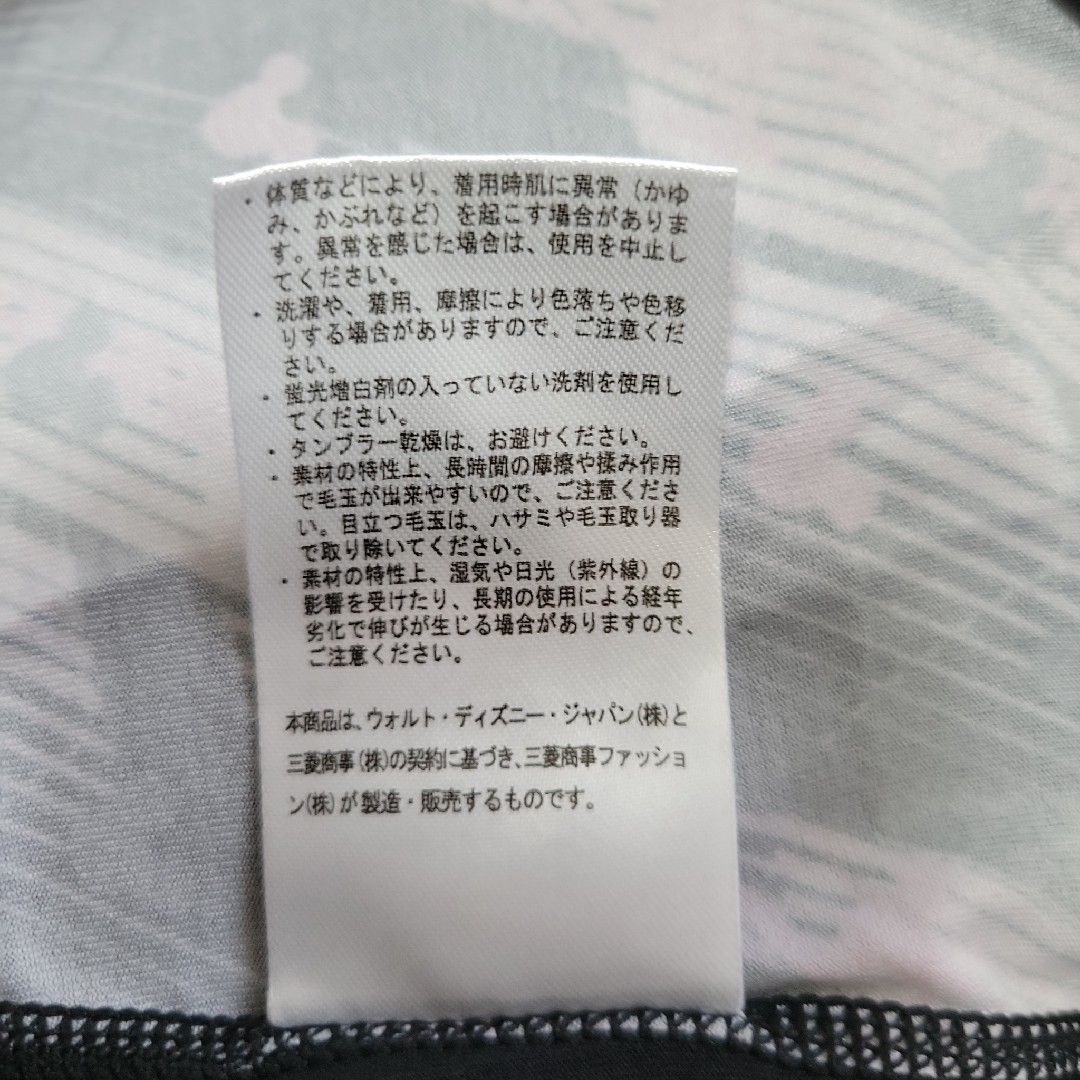 ・体質などにより、着用時肌に異常（かゆ
み、かぶれなど）を起こす場合がありま
す。異常を感じた場合は、使用を中止し
てください。
・洗濯や、着用、摩擦により色落ちや色移
りする場合がありますので、ご注意くだ
さい。
・蛍光増白剤の入っていない洗剤を使用し
てください。
・タンブラー乾燥は、お避けください。
・素材の特性上、長時間の摩擦や揉み作用
で毛玉が出来やすいので、ご注意くださ
い。目立つ毛玉は、ハサミや毛玉取り器
で取り除いてください。
・素材の特性上、湿気や日光（紫外線）の
影響を受けたり、長期の使用による経年
劣化で伸びが生じる場合がありますので、
ご注意ください。
本商品は、ウォルト・ディズニー・ジャパン(株)と
三菱商事(株)の契約に基づき、三菱商事ファッショ
ン(株)が製造・販売するものです。